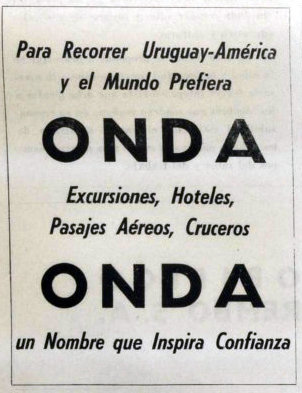 Para Recorrer Uruguay-América
y el Mundo Prefiera
ONDA
Excursiones, Hoteles,
Pasajes Aéreos, Cruceros
ONDA
un Nombre que Inspira Confianza